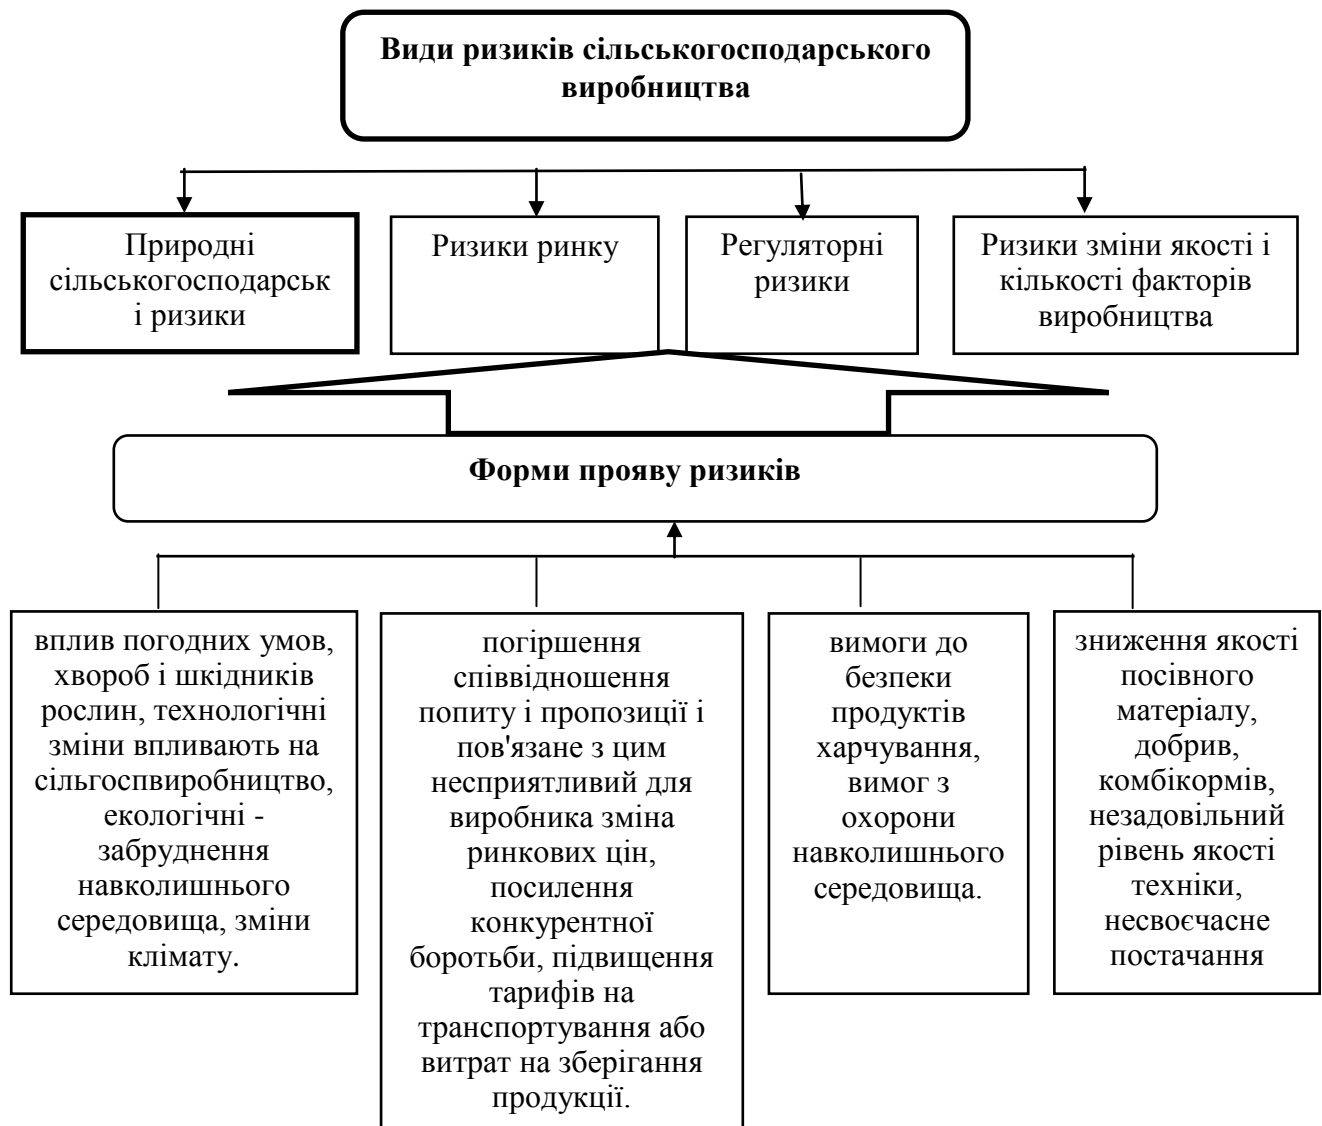 Види ризиків сільськогосподарського
виробництва
Природні
сільськогосподарськ
і ризики
Ризики ринку
Регуляторні
ризики
Ризики зміни якості і
кількості факторів
виробництва
Форми прояву ризиків
вплив погодних умов,
хвороб і шкідників
рослин, технологічні
зміни впливають на
сільгоспвиробництво,
екологічні -
забруднення
навколишнього
середовища, зміни
клімату.
погіршення
співвідношення
попиту і пропозиції і
пов'язане з цим
несприятливий для
виробника зміна
ринкових цін,
посилення
конкурентної
боротьби, підвищення
тарифів на
транспортування або
витрат на зберігання
продукції.
вимоги до
безпеки
продуктів
харчування,
вимог з
охорони
навколишнього
середовища.
зниження якості
посівного
матеріалу,
добрив,
комбікормів,
незадовільний
рівень якості
техніки,
несвоєчасне
постачання